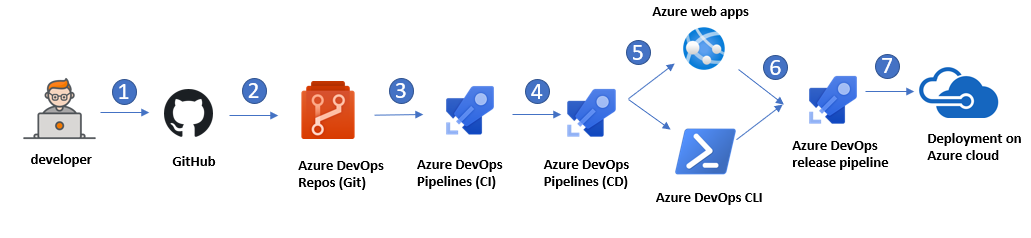 Azure web apps
1
2
3
4
5
6
7
developer
GitHub
Azure DevOps
Repos (Git)
Azure DevOps
Pipelines (CI)
Azure DevOps
Pipelines (CD)
Azure DevOps CLI
Azure DevOps
release pipeline
Deployment on
Azure cloud